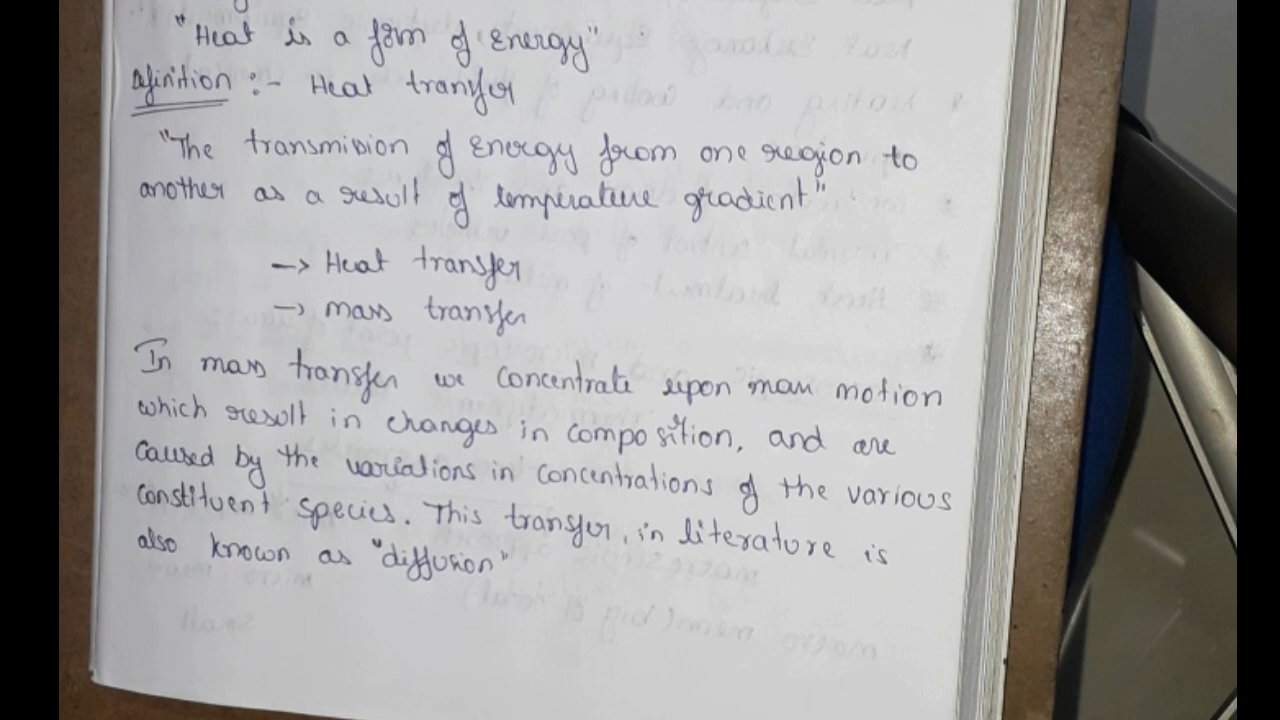 "Heat is a form of Energy"
Definition :- Heat transfer
"The transmission of Energy from one region to
another as a result of temperature gradient"
-> Heat transfer
-> mass transfer
In mass transfer we concentrate upon mass motion
which result in changes in composition, and are
caused by the variations in concentrations of the various
constituent species. This transfer, in literature is
also known as "diffusion"